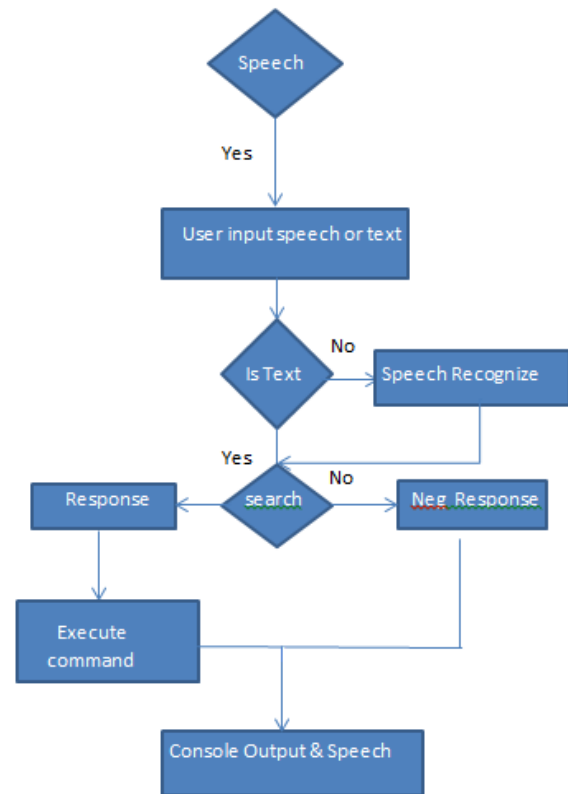 Speech
Yes
User input speech or text
No
Is Text
Speech Recognize
Yes
No
Response
search
Neg Response
Execute
command
Console Output & Speech